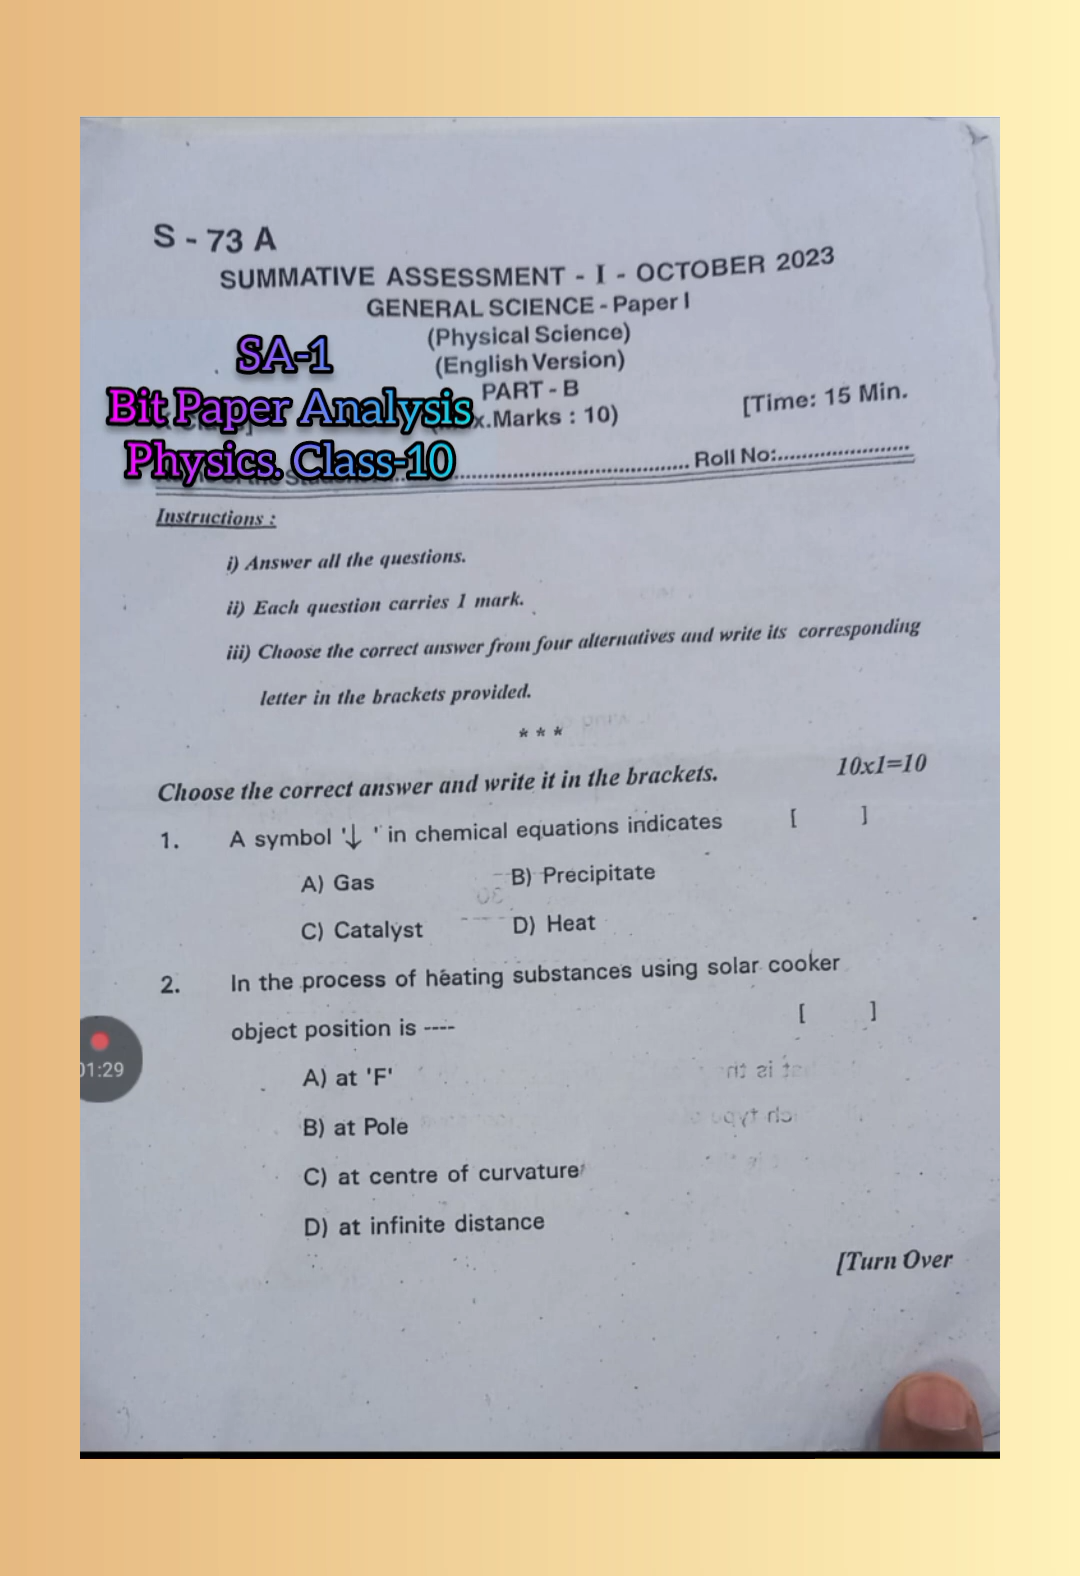 S - 73 A
SUMMATIVE ASSESSMENT - I - OCTOBER 2023
GENERAL SCIENCE - Paper I
(Physical Science)
SA-1
(English Version)
PART - B
Bit Paper Analysis
x.Marks : 10) [Time: 15 Min.
Physics. Class-10
Roll No:
Instructions :
i) Answer all the questions.
ii) Each question carries 1 mark.
iii) Choose the correct answer from four alternatives and write its corresponding
letter in the brackets provided.
* * *
Choose the correct answer and write it in the brackets. 10x1=10
1. A symbol '↓ ' in chemical equations indicates [ ]
A) Gas B) Precipitate
C) Catalyst D) Heat
2. In the process of heating substances using solar cooker
object position is ---- [ ]
01:29
A) at 'F'
B) at Pole
C) at centre of curvature
D) at infinite distance
[Turn Over